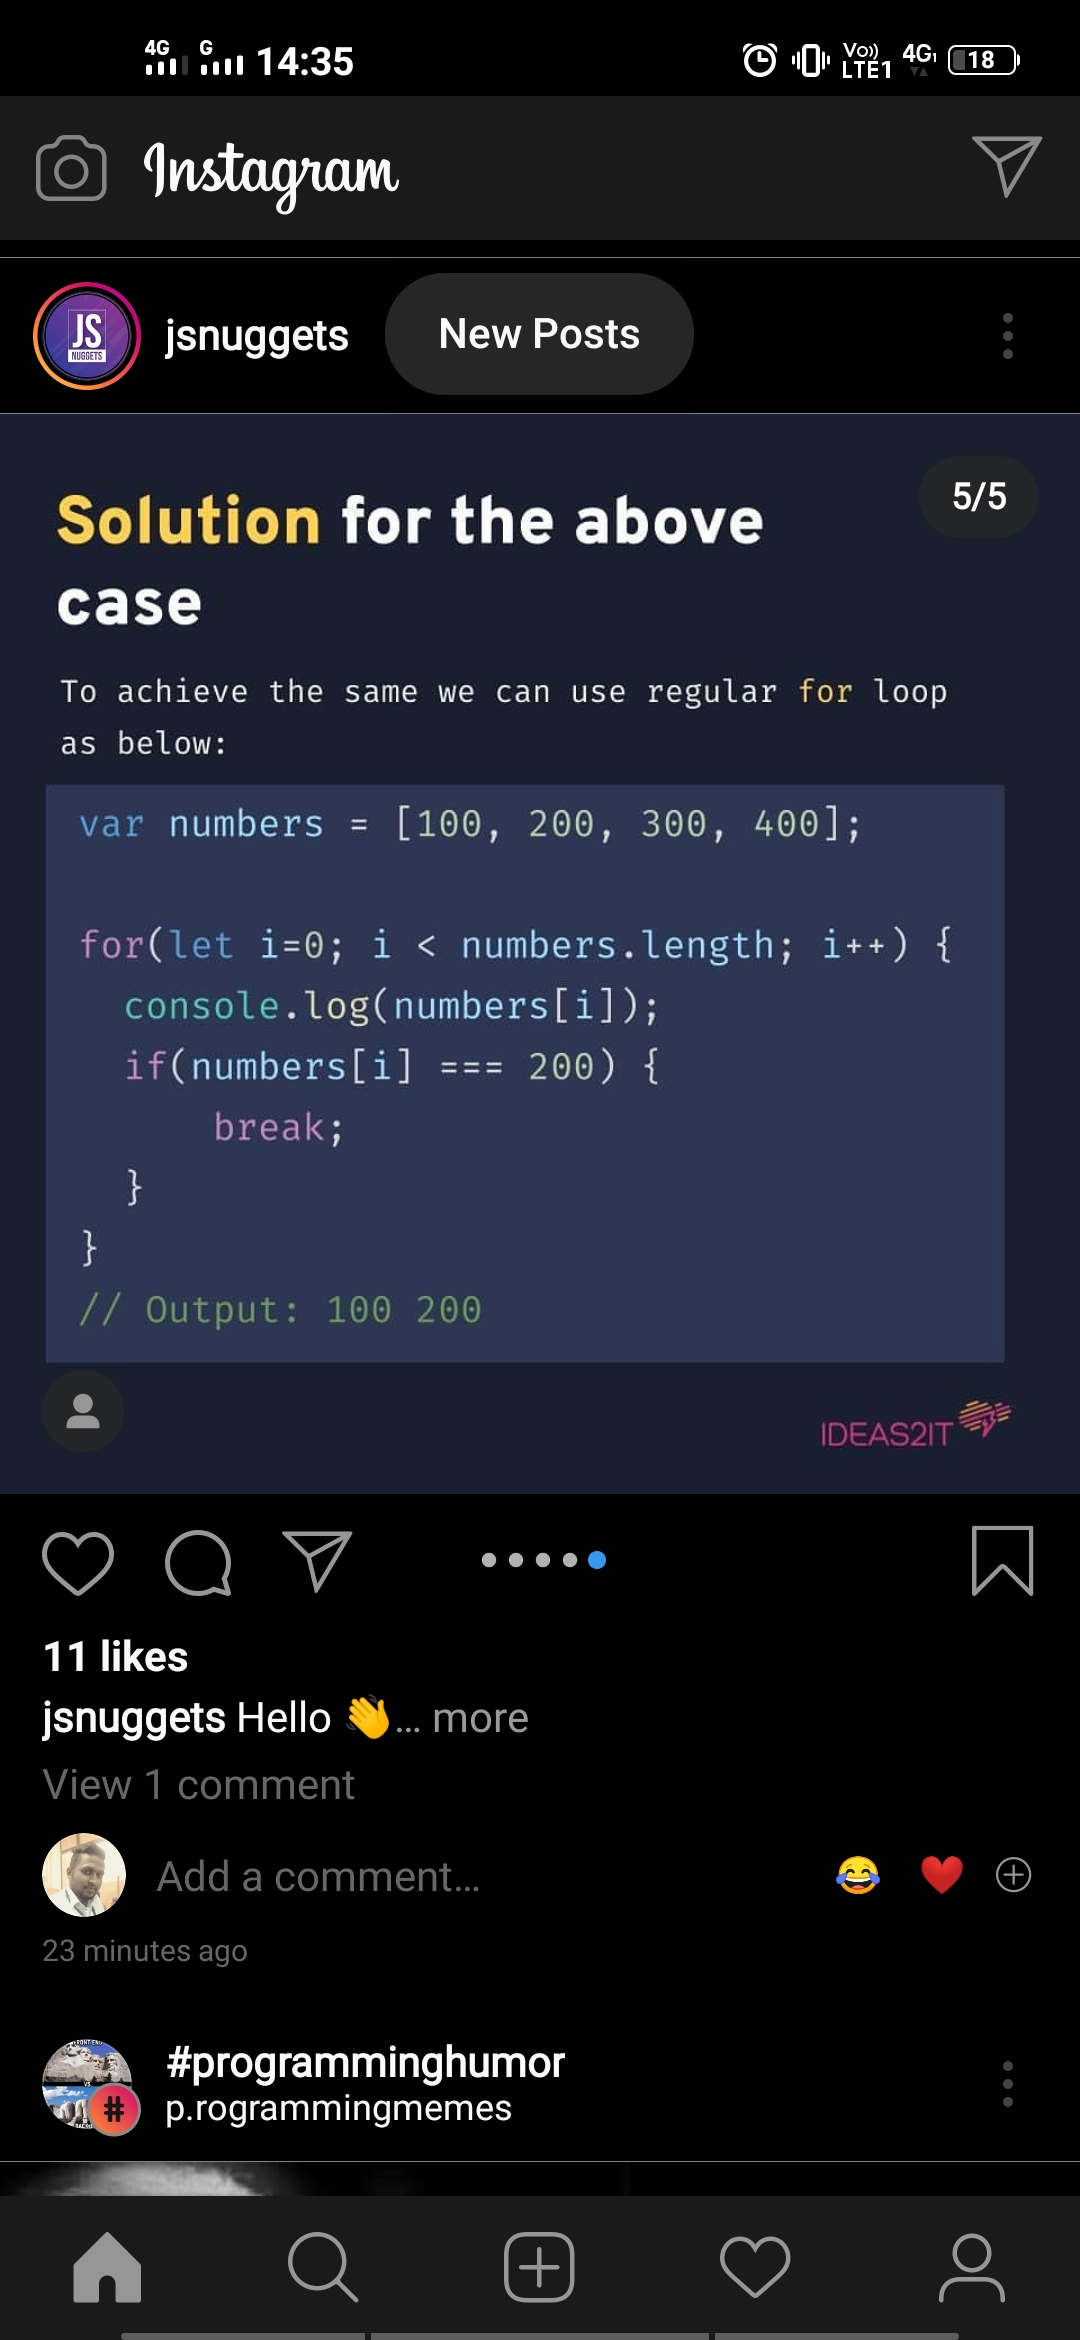 4G G 14:35 Vo)) LTE1 4G 18
Instagram
JS
NUGGETS
jsnuggets
New Posts
Solution for the above
case
5/5
To achieve the same we can use regular for loop
as below:
var numbers = [100, 200, 300, 400];
for(let i=0; i < numbers.length; i++) {
console.log(numbers[i]);
if(numbers[i] === 200) {
break;
}
}
// Output: 100 200
IDEAS2IT
11 likes
jsnuggets Hello 👋... more
View 1 comment
Add a comment...
😂 ❤️
23 minutes ago
#programminghumor
p.rogrammingmemes